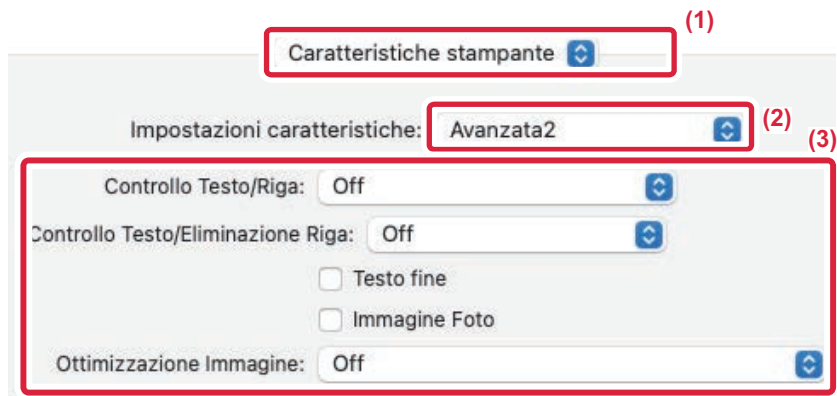 (1)
Caratteristiche stampante
Impostazioni caratteristiche: Avanzata2
(2)
(3)
Controllo Testo/Riga: Off
Controllo Testo/Eliminazione Riga: Off
Testo fine
Immagine Foto
Ottimizzazione Immagine: Off